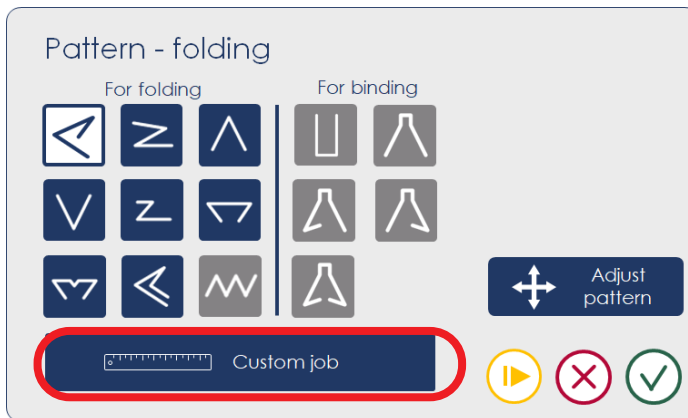 Pattern - folding
For folding
For binding
Adjust
pattern
Custom job